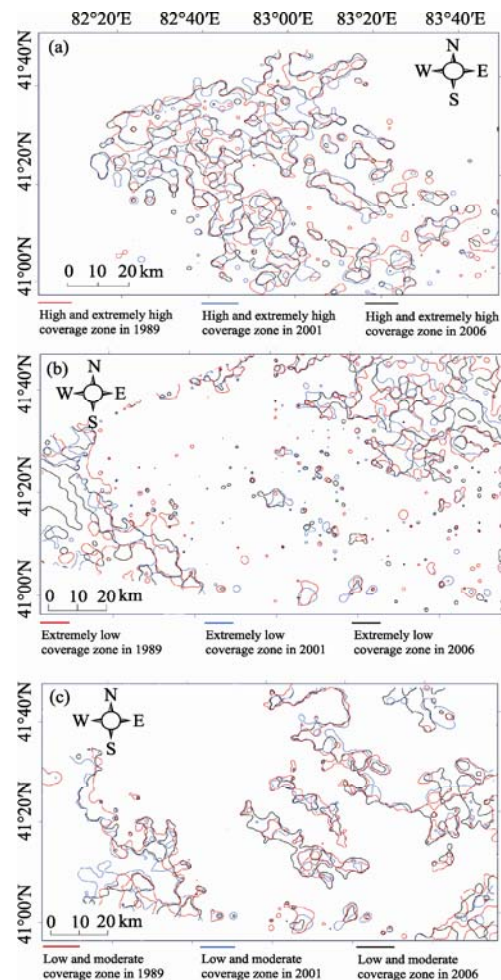 82°20′E 82°40′E 83°00′E 83°20′E 83°40′E
(a)
N
W E
S
41°40′N
41°20′N
41°00′N
0 10 20 km
High and extremely high coverage zone in 1989
High and extremely high coverage zone in 2001
High and extremely high coverage zone in 2006
(b)
N
W E
S
41°40′N
41°20′N
41°00′N
0 10 20 km
Extremely low coverage zone in 1989
Extremely low coverage zone in 2001
Extremely low coverage zone in 2006
(c)
N
W E
S
41°40′N
41°20′N
41°00′N
0 10 20 km
Low and moderate coverage zone in 1989
Low and moderate coverage zone in 2001
Low and moderate coverage zone in 2006